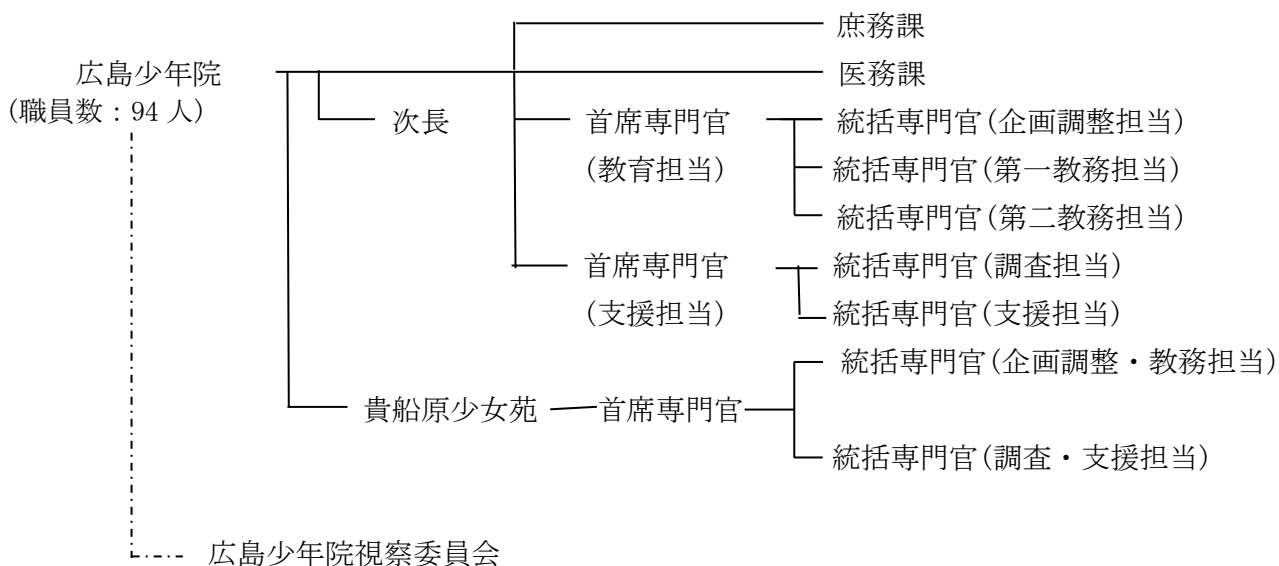 庶務課
広島少年院
医務課
(職員数：94 人)
次長
首席専門官
統括専門官(企画調整担当)
(教育担当)
統括専門官(第一教務担当)
統括専門官(第二教務担当)
首席専門官
統括専門官(調査担当)
(支援担当)
統括専門官(支援担当)
統括専門官(企画調整・教務担当)
貴船原少女苑
首席専門官
統括専門官(調査・支援担当)
広島少年院視察委員会